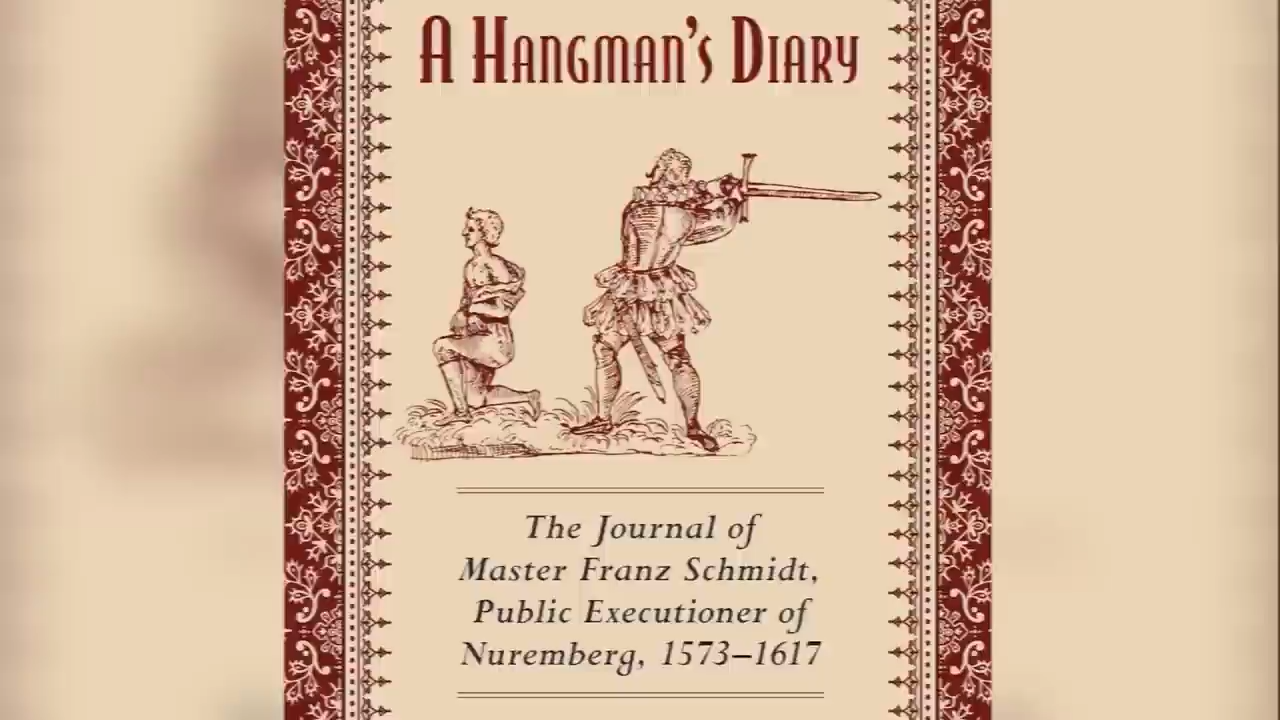 A Hangman's Diary
The Journal of
Master Franz Schmidt,
Public Executioner of
Nuremberg, 1573–1617